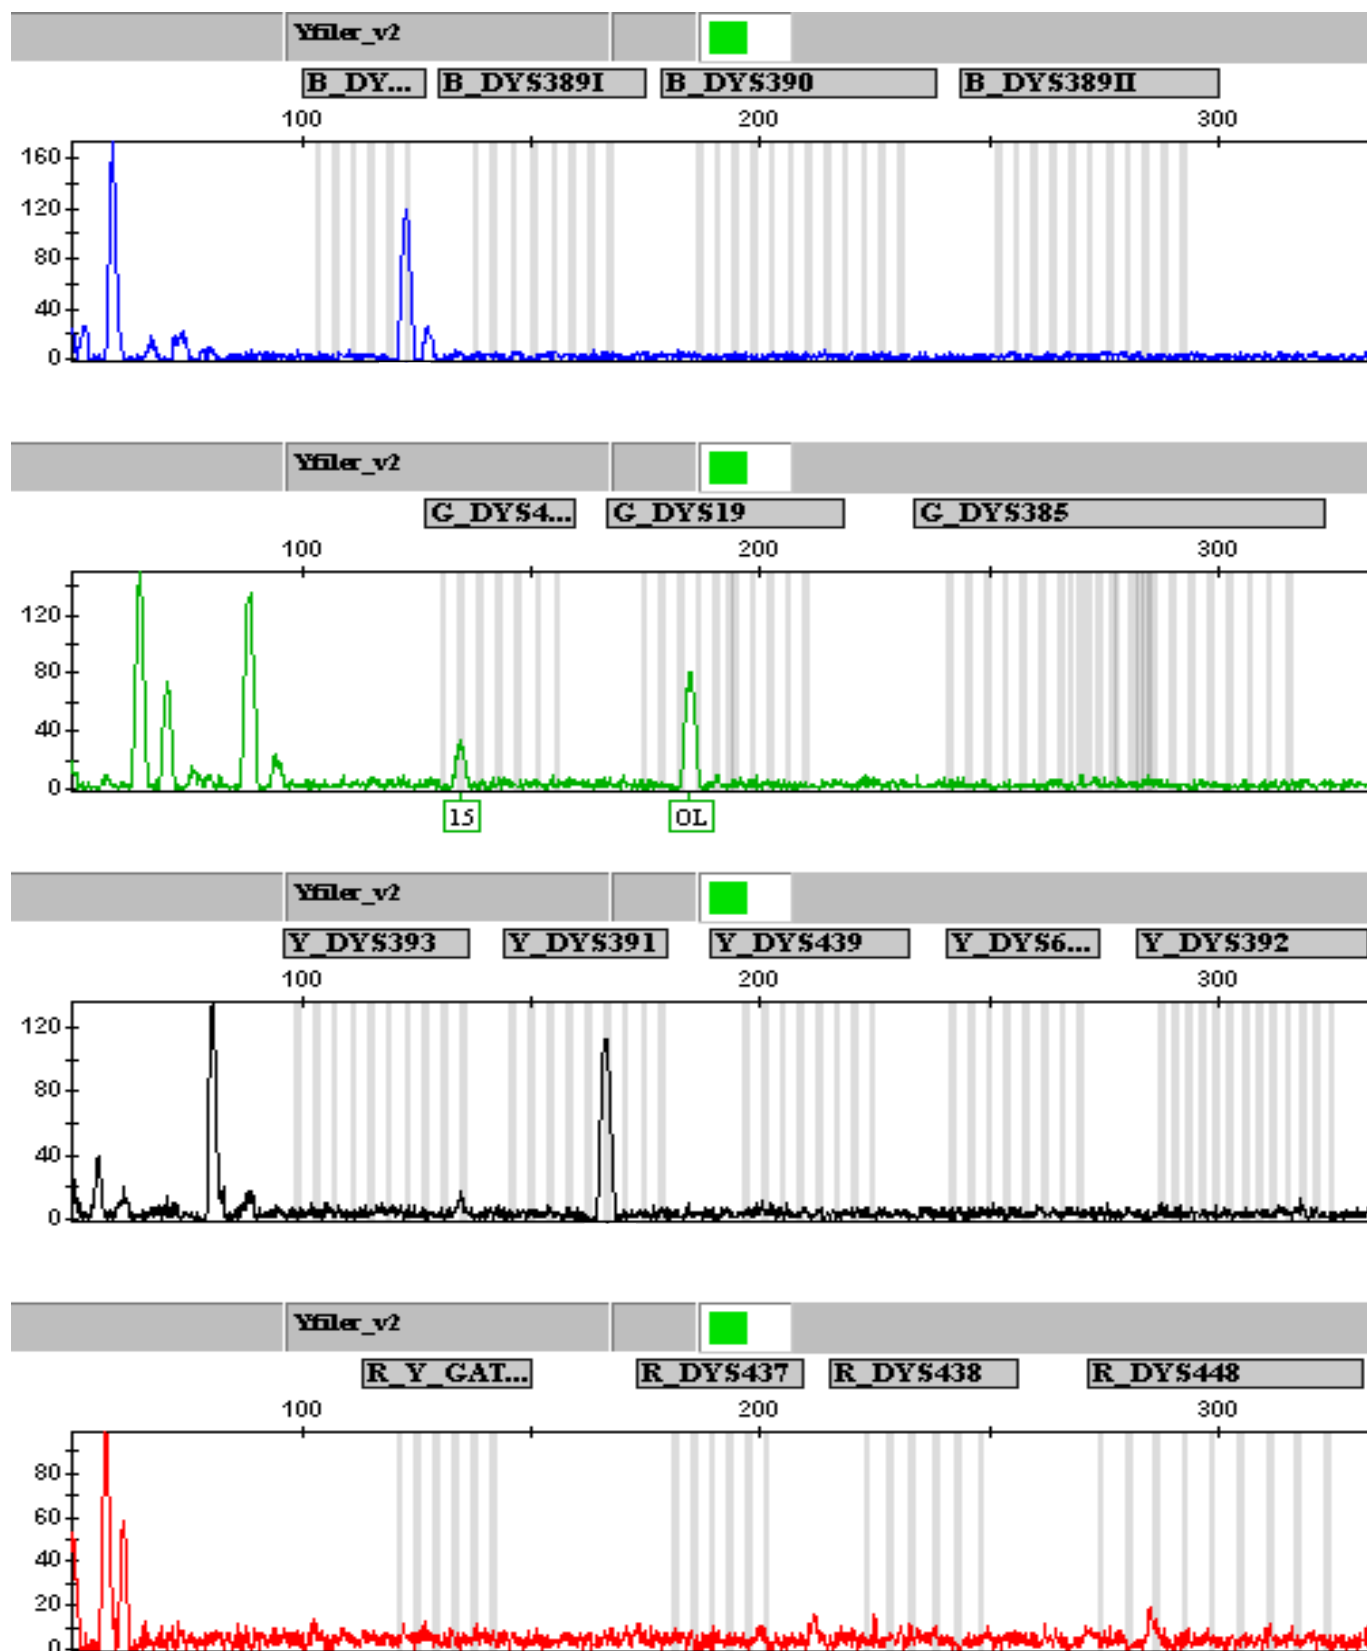 Yfiler_v2
B_DY... B_DYS389I B_DYS390 B_DYS389II
100 200 300
160
120
80
40
0
Yfiler_v2
G_DYS4... G_DYS19 G_DYS385
100 200 300
120
80
40
0
15 OL
Yfiler_v2
Y_DYS393 Y_DYS391 Y_DYS439 Y_DYS6... Y_DYS392
100 200 300
120
80
40
0
Yfiler_v2
R_Y_GAT... R_DYS437 R_DYS438 R_DYS448
100 200 300
80
60
40
20
0